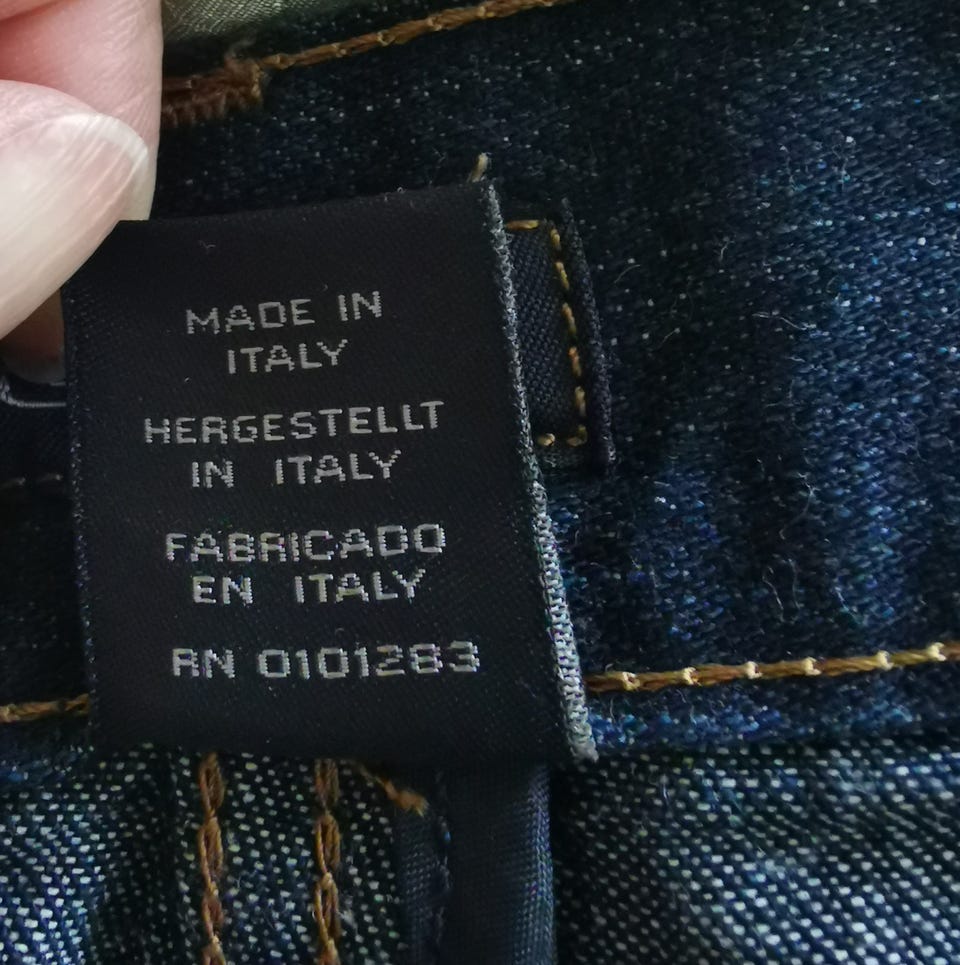 MADE IN
ITALY
HERGESTELLT
IN ITALY
FABRICADO
EN ITALY
RN 0101283